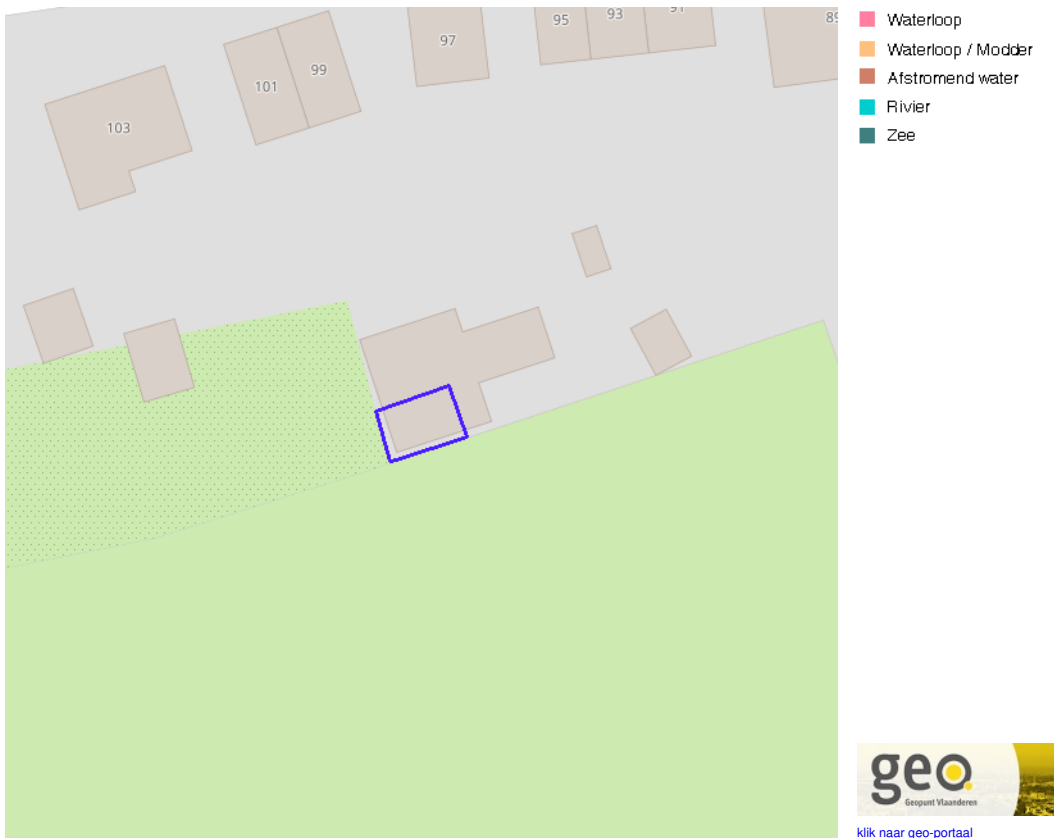 103
101
99
97
95
93
91
89
Waterloop
Waterloop / Modder
Afstromend water
Rivier
Zee
geo.
Geopunt Vlaanderen
klik naar geo-portaal